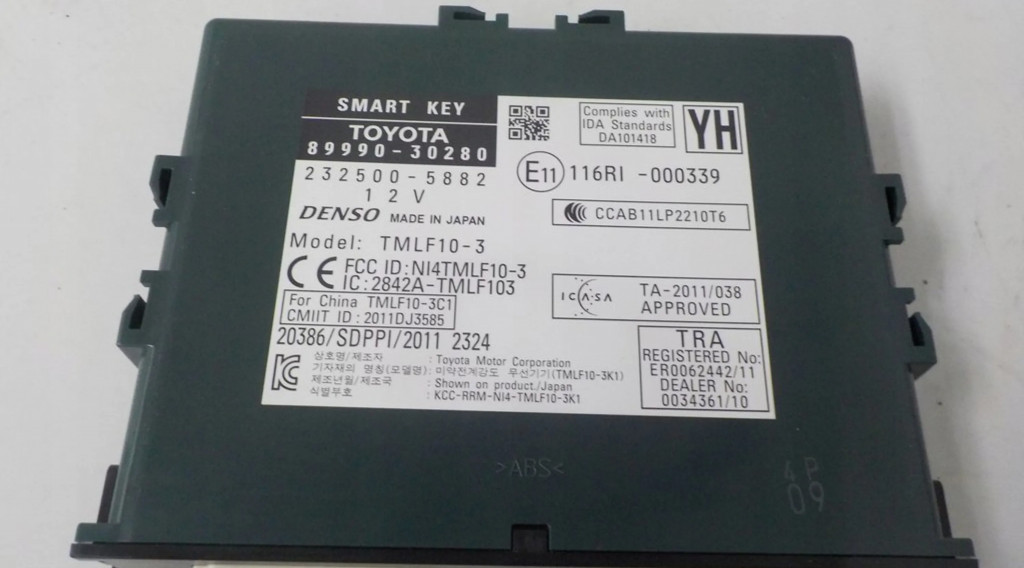 SMART KEY
TOYOTA
89990-30280
232500-5882
12V
DENSO MADE IN JAPAN
Model: TMLF10-3
CE FCC ID:NI4TMLF10-3
IC:2842A-TMLF103
For China TMLF10-3C1
CMIIT ID:2011DJ3585
20386/SDPPI/2011 2324
상호명/제조자 : Toyota Motor Corporation
기자재의 명칭(모델명): 미약전계강도 무선기기(TMLF10-3K1)
제조년월/제조국 : Shown on product/Japan
식별부호 : KCC-RRM-NI4-TMLF10-3K1
Complies with
IDA Standards
DA101418
YH
E11 116RI -000339
CCAB11LP2210T6
ICASA
TA-2011/038
APPROVED
TRA
REGISTERED No:
ER0062442/11
DEALER No:
0034361/10
>ABS<
4P
09